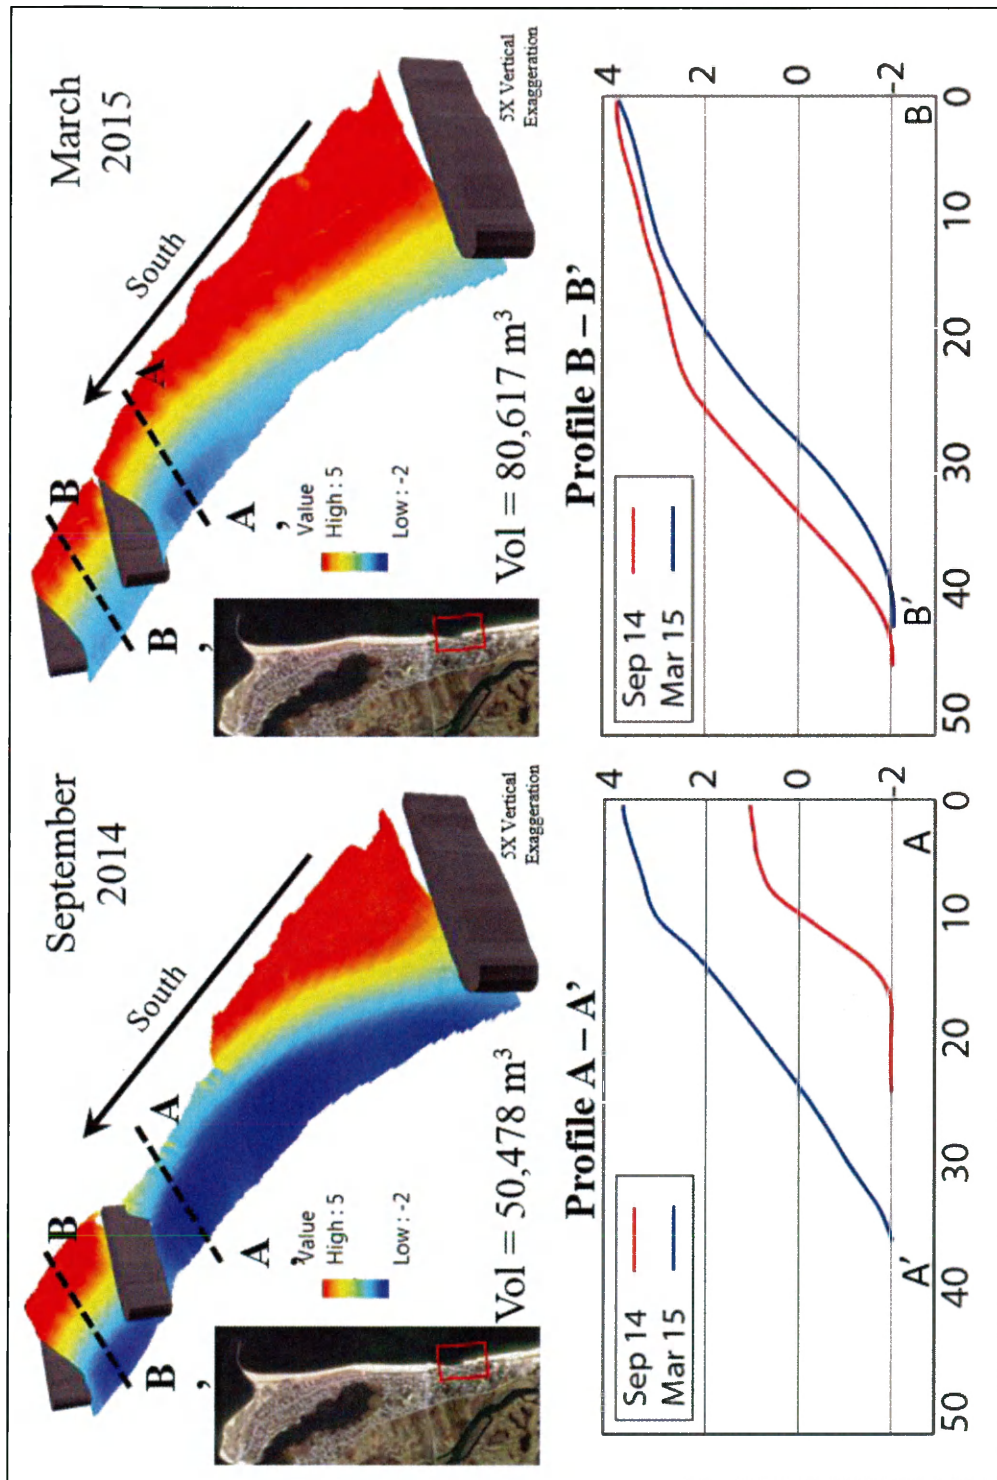 September
2014
South
A
B
A
,
B
,
Value
High : 5
Low : -2
5X Vertical
Exaggeration
Vol = 50,478 m³
March
2015
South
A
B
A
,
B
,
Value
High : 5
Low : -2
5X Vertical
Exaggeration
Vol = 80,617 m³
Profile A – A’
Sep 14
Mar 15
4
2
0
-2
A’
A
50
40
30
20
10
0
Profile B – B’
Sep 14
Mar 15
4
2
0
-2
B’
B
50
40
30
20
10
0